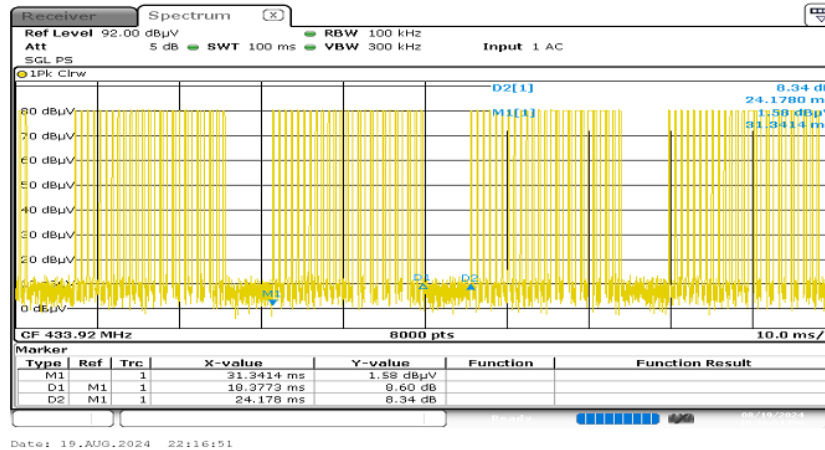 Receiver Spectrum X
Ref Level 92.00 dBµV RBW 100 kHz
Att 5 dB SWT 100 ms VBW 300 kHz Input 1 AC
SGL PS
1Pk Clrw
D2[1] 8.34 d
24.1780 m
M1[1] 1.58 dBµV
31.3414 m
80 dBµV
70 dBµV
60 dBµV
50 dBµV
40 dBµV
30 dBµV
20 dBµV
0 dBµV
M1 D1 D2
CF 433.92 MHz 8000 pts 10.0 ms/
Marker
Type Ref Trc X-value Y-value Function Function Result
M1 1 31.3414 ms 1.58 dBµV
D1 M1 1 18.3773 ms 8.60 dB
D2 M1 1 24.178 ms 8.34 dB
Ready 08/19/2024
Date: 19.AUG.2024 22:16:51